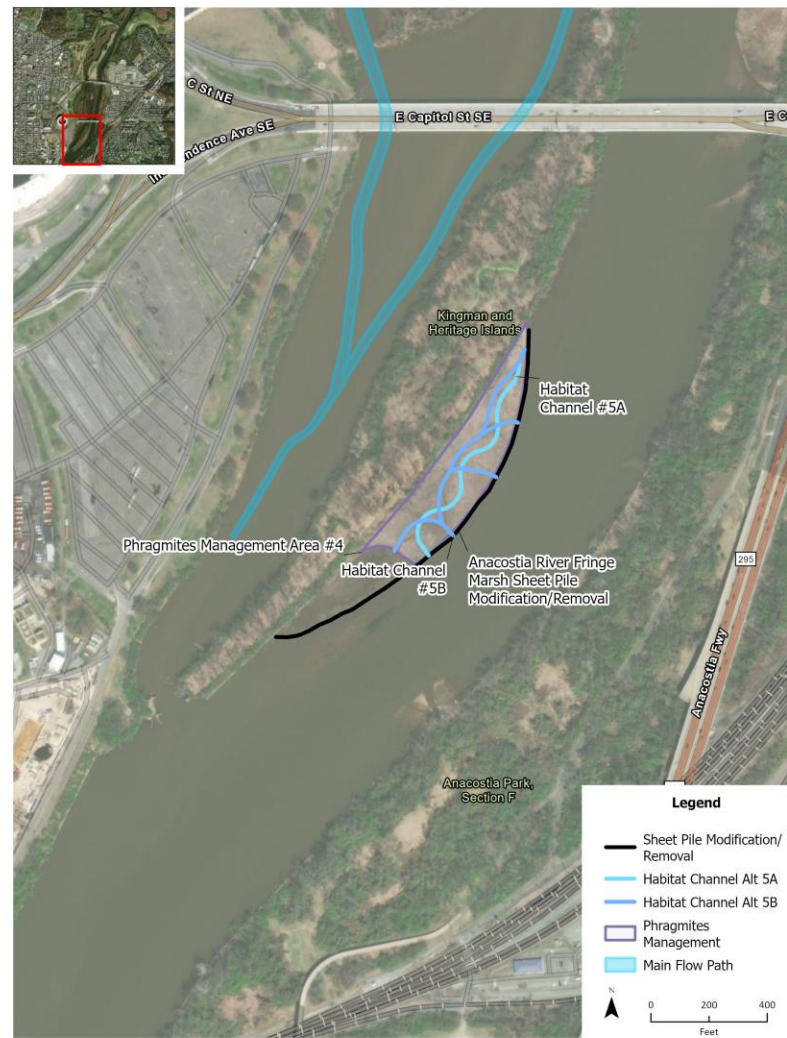 C St NE
E Capitol St SE
E C
Independence Ave SE
Kingman and
Heritage Islands
Habitat
Channel #5A
Phragmites Management Area #4
Habitat Channel
#5B
Anacostia River Fringe
Marsh Sheet Pile
Modification/Removal
295
Anacostia Fwy
Anacostia Park,
Section F
Legend
Sheet Pile Modification/
Removal
Habitat Channel Alt 5A
Habitat Channel Alt 5B
Phragmites
Management
Main Flow Path
N
0 200 400
Feet